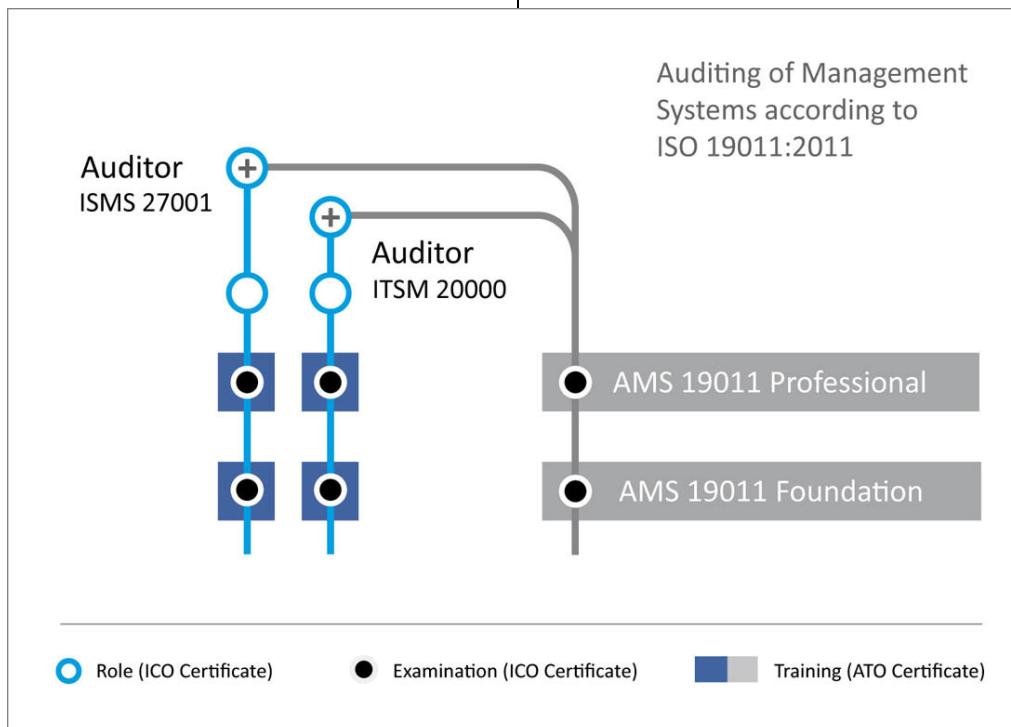 Auditing of Management
Systems according to
ISO 19011:2011
Auditor
ISMS 27001
Auditor
ITSM 20000
AMS 19011 Professional
AMS 19011 Foundation
Role (ICO Certificate)
Examination (ICO Certificate)
Training (ATO Certificate)